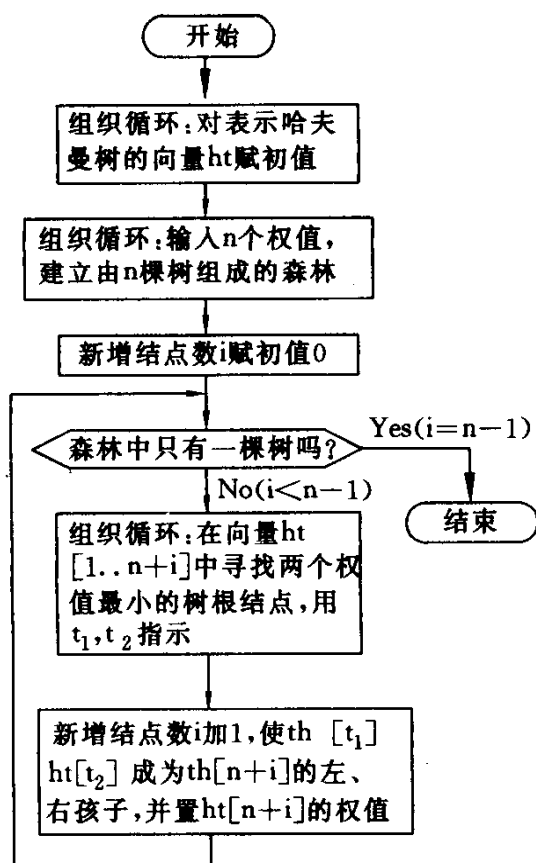 开始
组织循环:对表示哈夫
曼树的向量ht赋初值
组织循环:输入n个权值,
建立由n棵树组成的森林
新增结点数i赋初值0
森林中只有一棵树吗?
Yes(i=n-1)
No(i<n-1)
结束
组织循环:在向量ht
[1..n+i]中寻找两个权
值最小的树根结点,用
t₁,t₂指示
新增结点数i加1,使th [t₁]
ht[t₂] 成为th[n+i]的左、
右孩子,并置ht[n+i]的权值